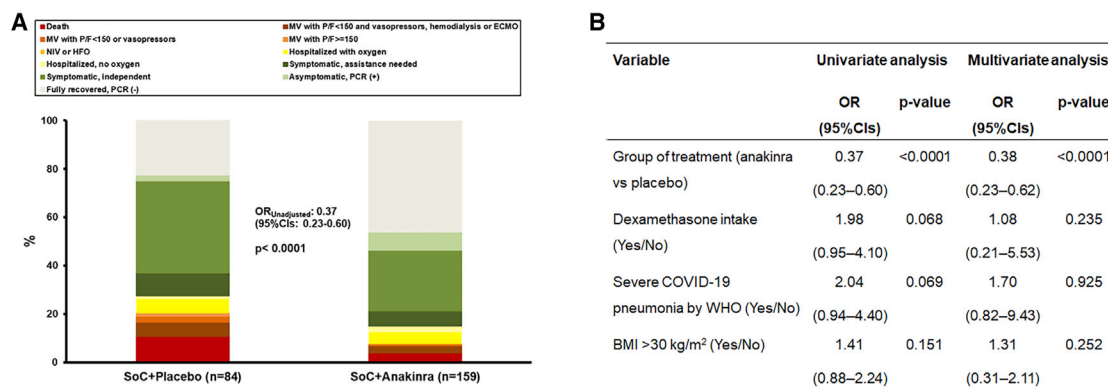 A
Death
MV with P/F<150 and vasopressors, hemodialysis or ECMO
MV with P/F<150 or vasopressors
MV with P/F>=150
NIV or HFO
Hospitalized with oxygen
Hospitalized, no oxygen
Symptomatic, assistance needed
Symptomatic, independent
Asymptomatic, PCR (+)
Fully recovered, PCR (-)
100
80
60
40
20
0
%
ORUnadjusted: 0.37
(95%CIs: 0.23-0.60)
p< 0.0001
SoC+Placebo (n=84)
SoC+Anakinra (n=159)
B
Variable Univariate analysis Multivariate analysis
OR p-value OR p-value
(95%CIs) (95%CIs)
Group of treatment (anakinra 0.37 <0.0001 0.38 <0.0001
vs placebo) (0.23–0.60) (0.23–0.62)
Dexamethasone intake 1.98 0.068 1.08 0.235
(Yes/No) (0.95–4.10) (0.21–5.53)
Severe COVID-19 2.04 0.069 1.70 0.925
pneumonia by WHO (Yes/No) (0.94–4.40) (0.82–9.43)
BMI >30 kg/m² (Yes/No) 1.41 0.151 1.31 0.252
(0.88–2.24) (0.31–2.11)